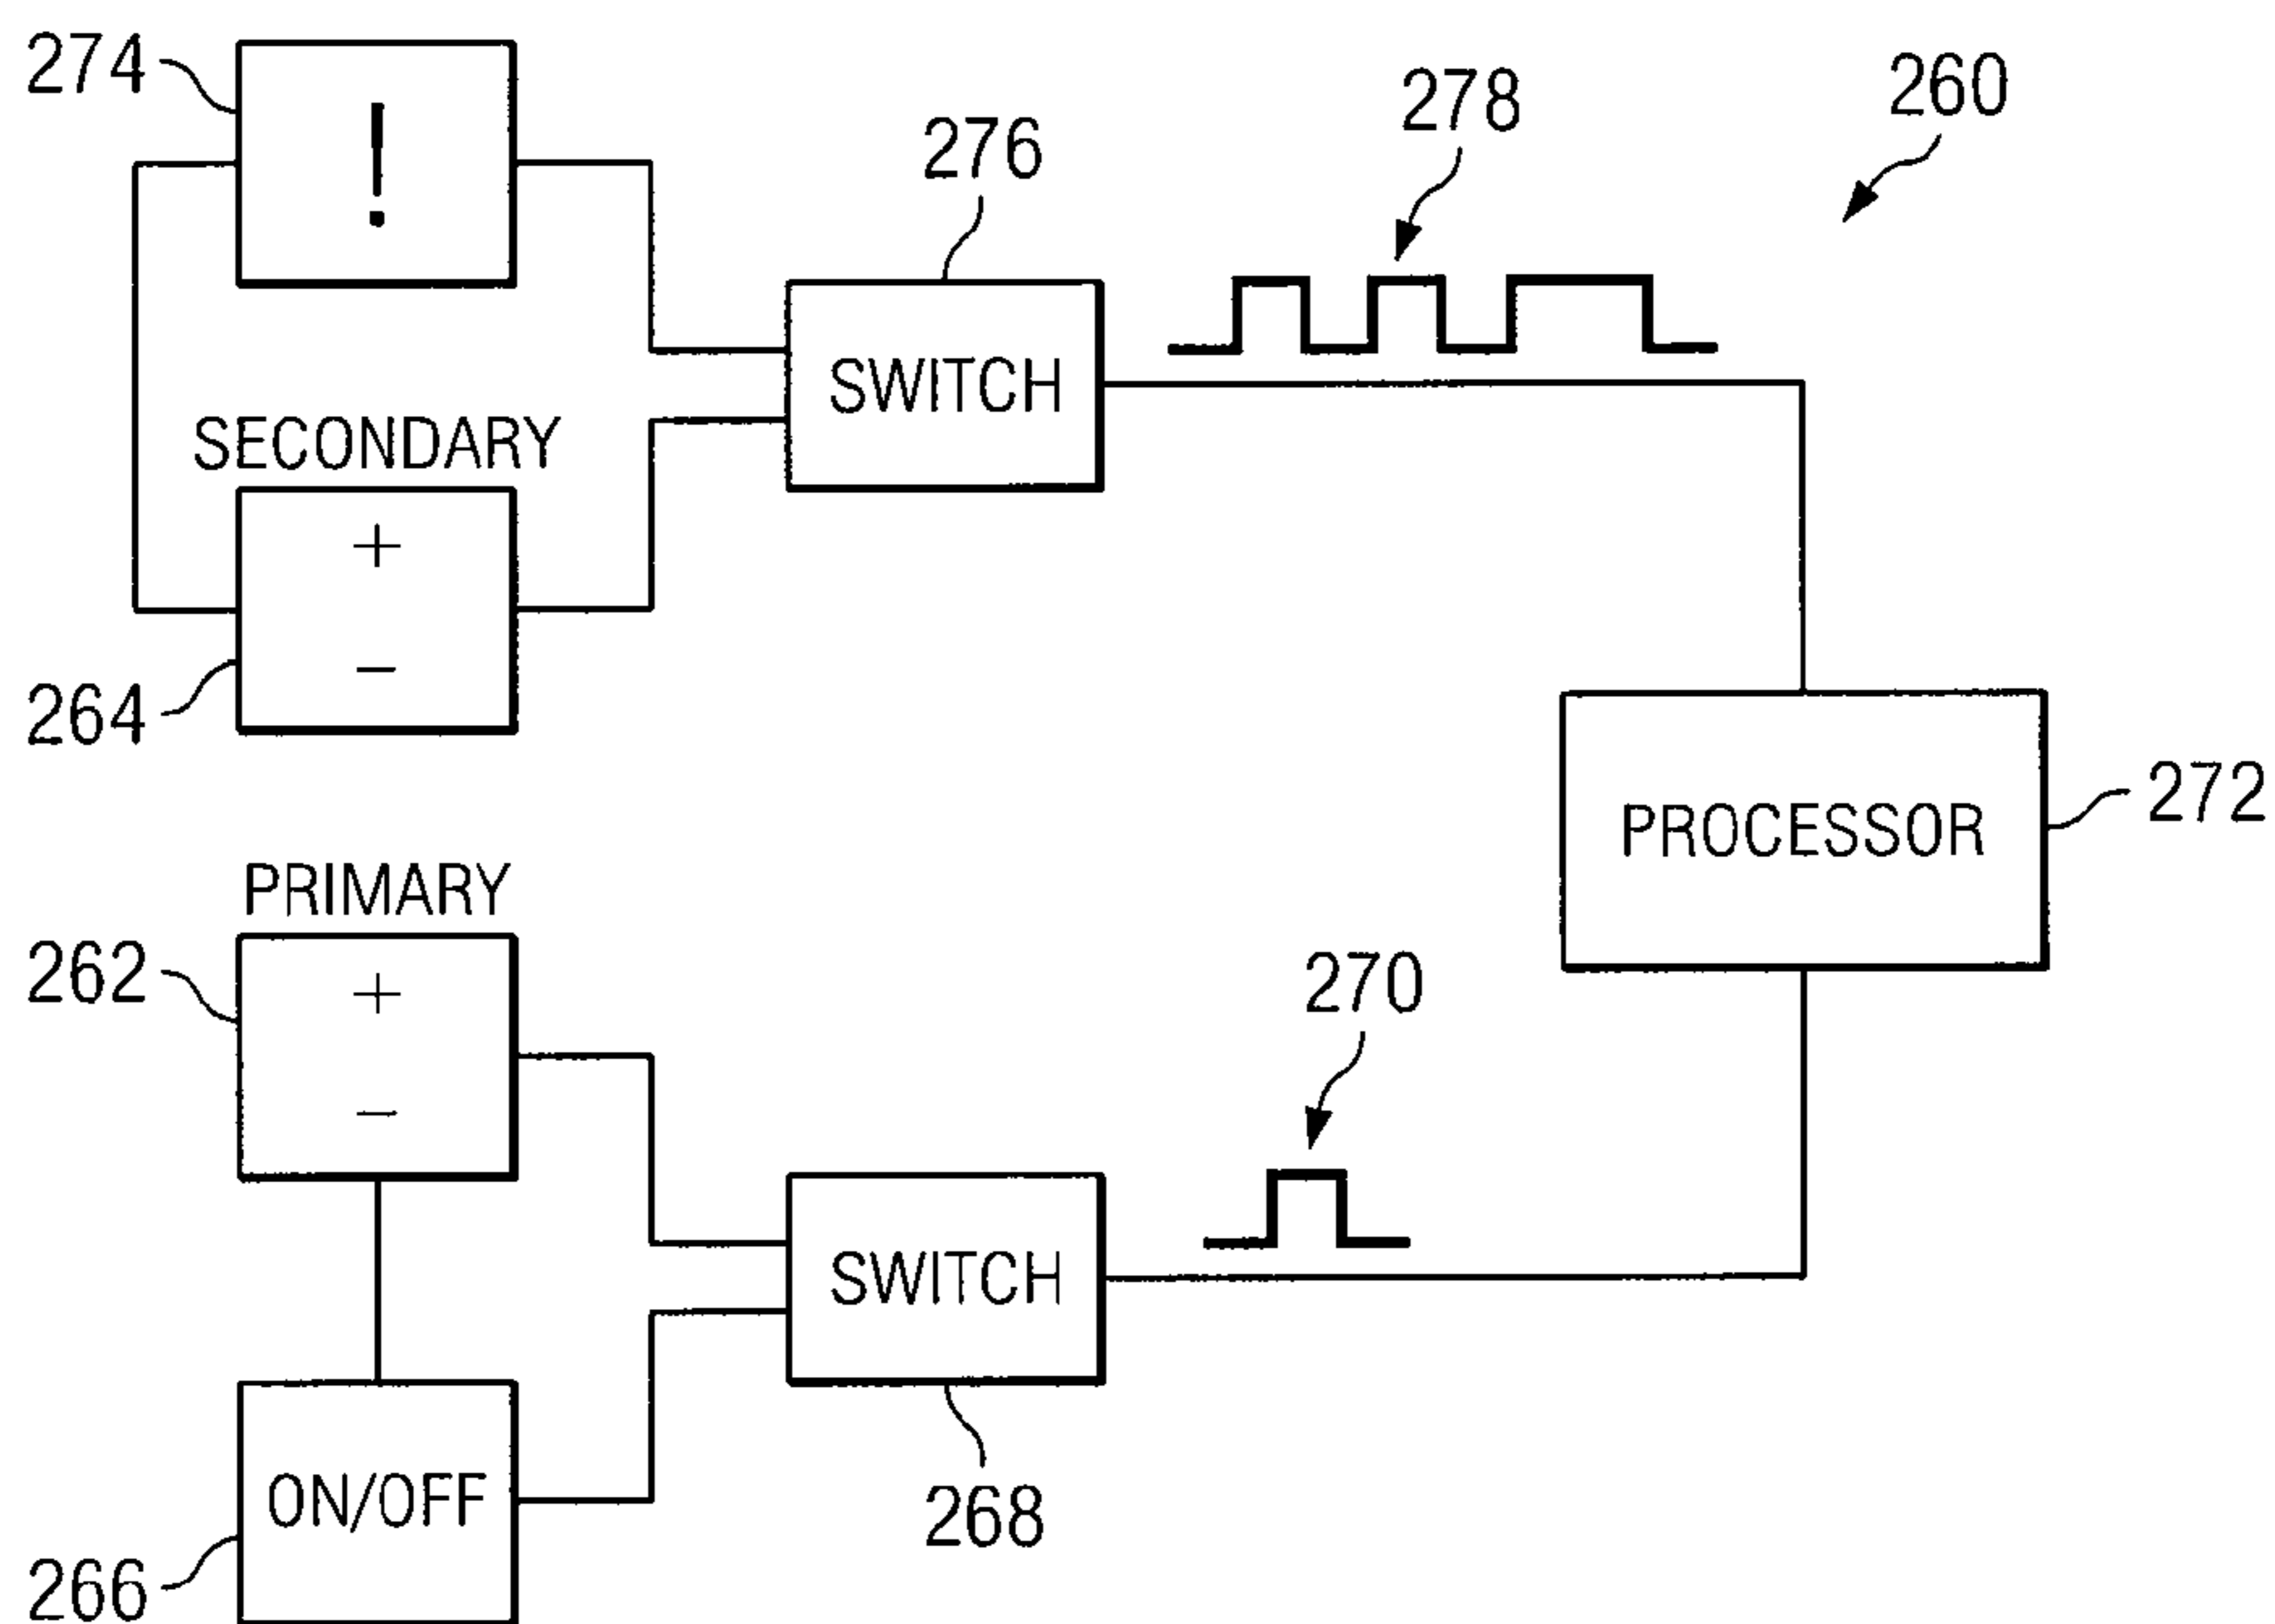 274
!
276
278
260
SWITCH
SECONDARY
+
−
264
PROCESSOR
272
PRIMARY
262
+
−
270
SWITCH
268
ON/OFF
266